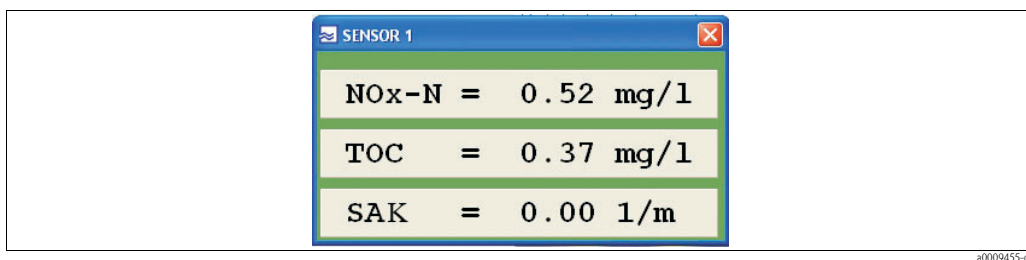 SENSOR 1
NOx-N = 0.52 mg/l
TOC = 0.37 mg/l
SAK = 0.00 1/m